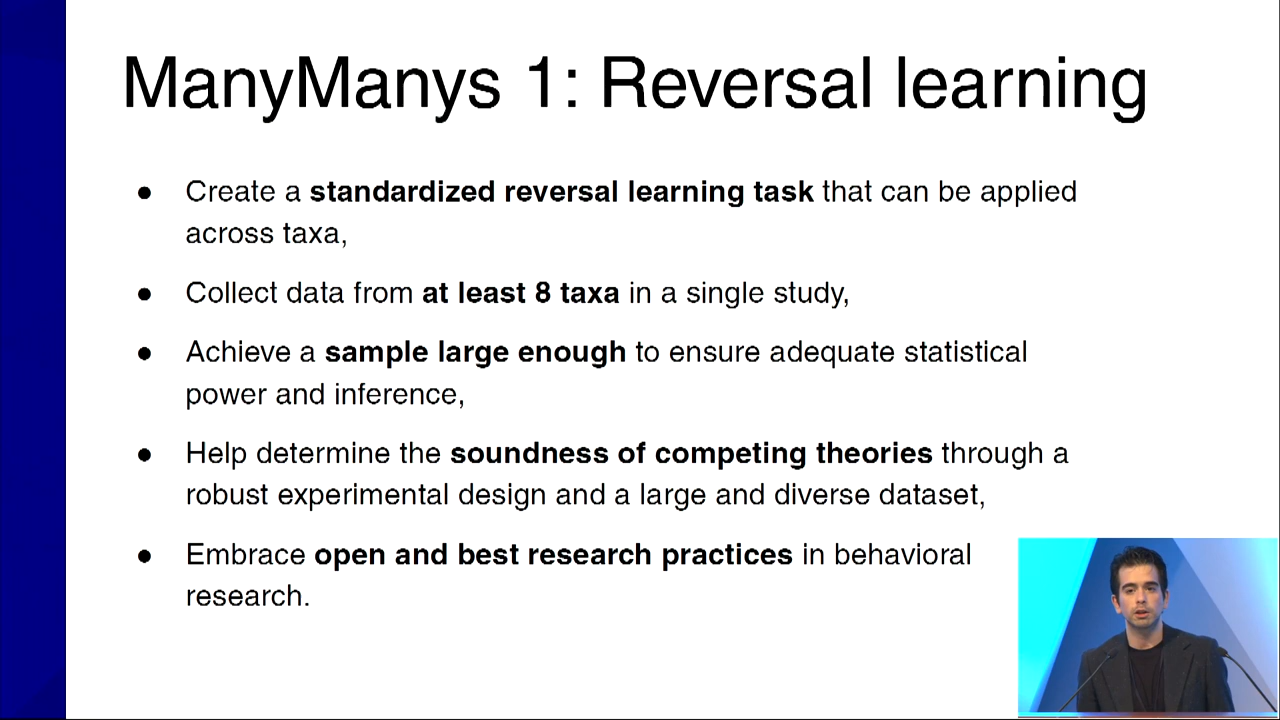 ManyManys 1: Reversal learning
● Create a standardized reversal learning task that can be applied
across taxa,
● Collect data from at least 8 taxa in a single study,
● Achieve a sample large enough to ensure adequate statistical
power and inference,
● Help determine the soundness of competing theories through a
robust experimental design and a large and diverse dataset,
● Embrace open and best research practices in behavioral
research.